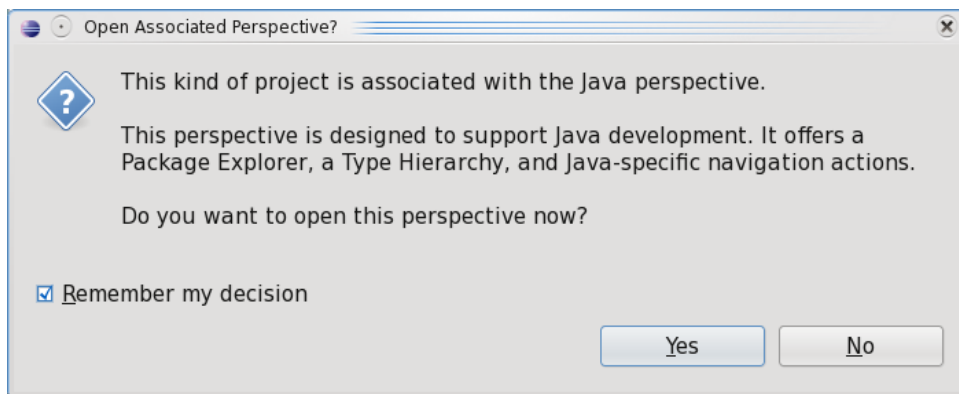 Open Associated Perspective?
This kind of project is associated with the Java perspective.
This perspective is designed to support Java development. It offers a
Package Explorer, a Type Hierarchy, and Java-specific navigation actions.
Do you want to open this perspective now?
Remember my decision
Yes No